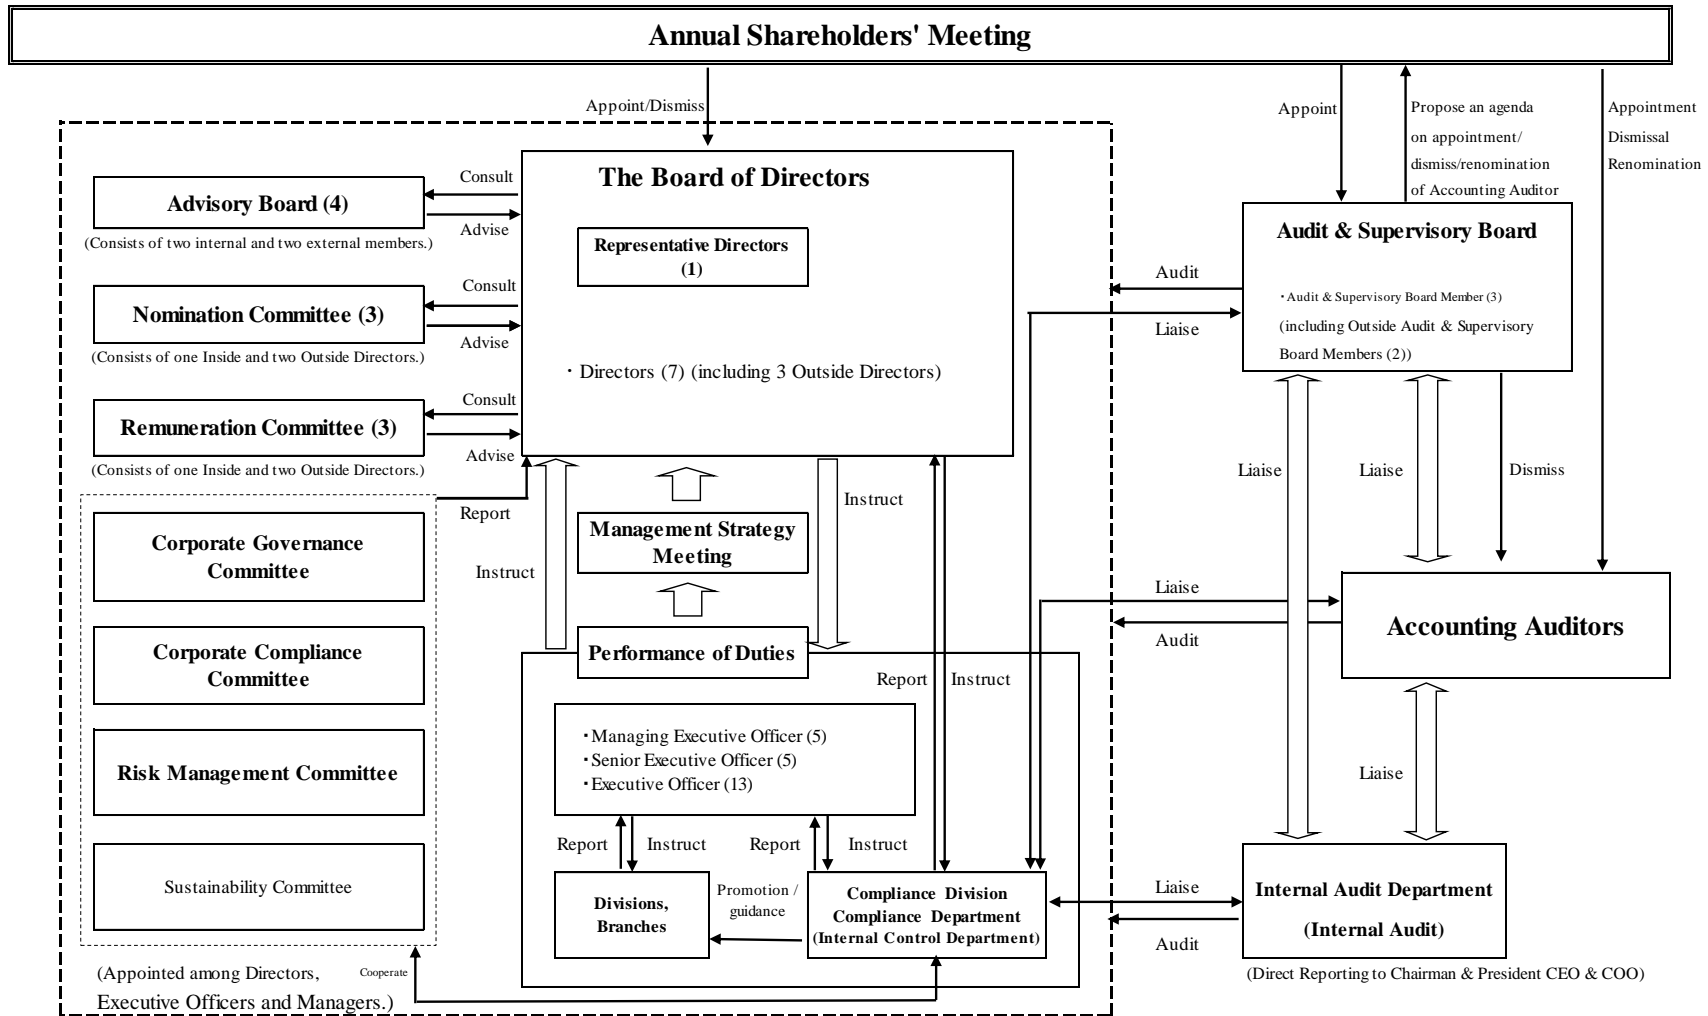 Annual Shareholders' Meeting
Appoint/Dismiss
Appoint
Propose an agenda
on appointment/
dismiss/renomination
of Accounting Auditor
Appointment
Dismissal
Renomination
The Board of Directors
Representative Directors
(1)
・Directors (7) (including 3 Outside Directors)
Consult
Advisory Board (4)
Advise
(Consists of two internal and two external members.)
Consult
Nomination Committee (3)
Advise
(Consists of one Inside and two Outside Directors.)
Consult
Remuneration Committee (3)
Advise
(Consists of one Inside and two Outside Directors.)
Audit & Supervisory Board
・Audit & Supervisory Board Member (3)
(including Outside Audit & Supervisory
Board Members (2))
Audit
Liaise
Liaise
Liaise
Dismiss
Report
Corporate Governance
Committee
Corporate Compliance
Committee
Risk Management Committee
Sustainability Committee
(Appointed among Directors,
Executive Officers and Managers.)
Cooperate
Instruct
Management Strategy
Meeting
Instruct
Performance of Duties
Report
Instruct
・Managing Executive Officer (5)
・Senior Executive Officer (5)
・Executive Officer (13)
Report
Instruct
Report
Instruct
Divisions,
Branches
Promotion /
guidance
Compliance Division
Compliance Department
(Internal Control Department)
Liaise
Audit
Accounting Auditors
Liaise
Liaise
Audit
Internal Audit Department
(Internal Audit)
(Direct Reporting to Chairman & President CEO & COO)